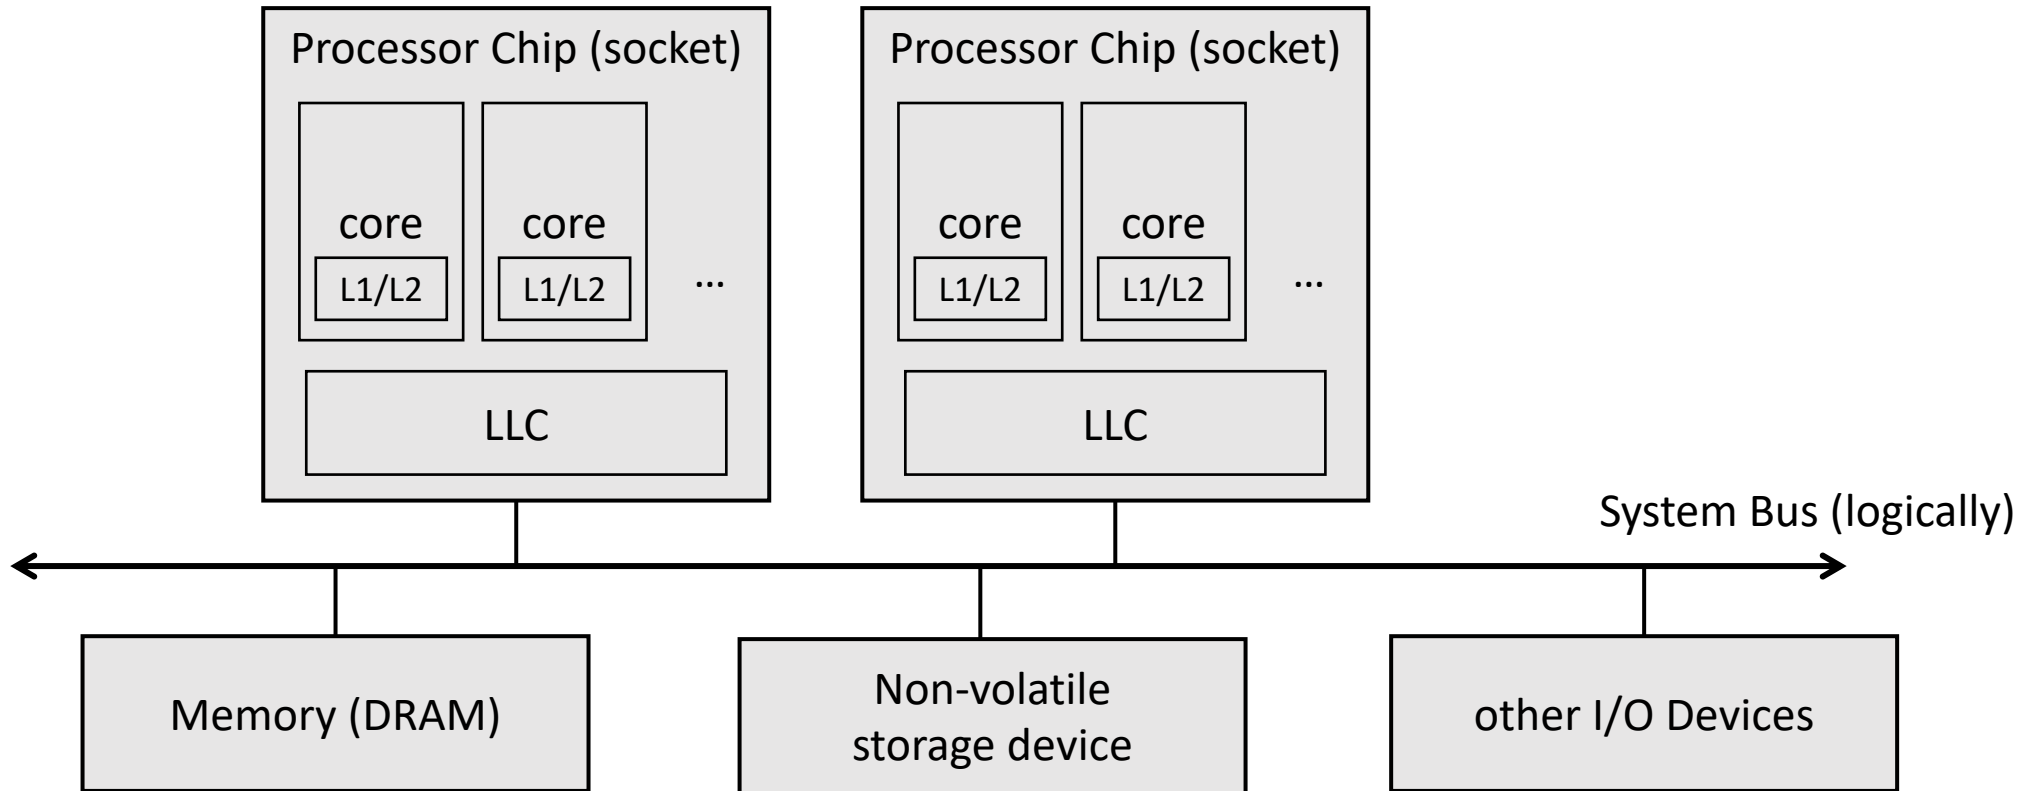 Processor Chip (socket)
core
L1/L2
core
L1/L2
...
LLC
Processor Chip (socket)
core
L1/L2
core
L1/L2
...
LLC
System Bus (logically)
Memory (DRAM)
Non-volatile
storage device
other I/O Devices